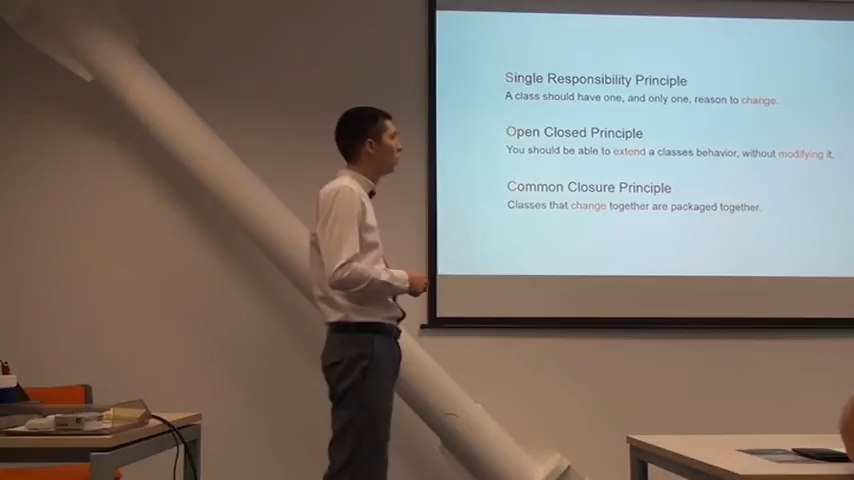 Single Responsibility Principle
A class should have one, and only one, reason to change.
Open Closed Principle
You should be able to extend a classes behavior, without modifying it.
Common Closure Principle
Classes that change together are packaged together.